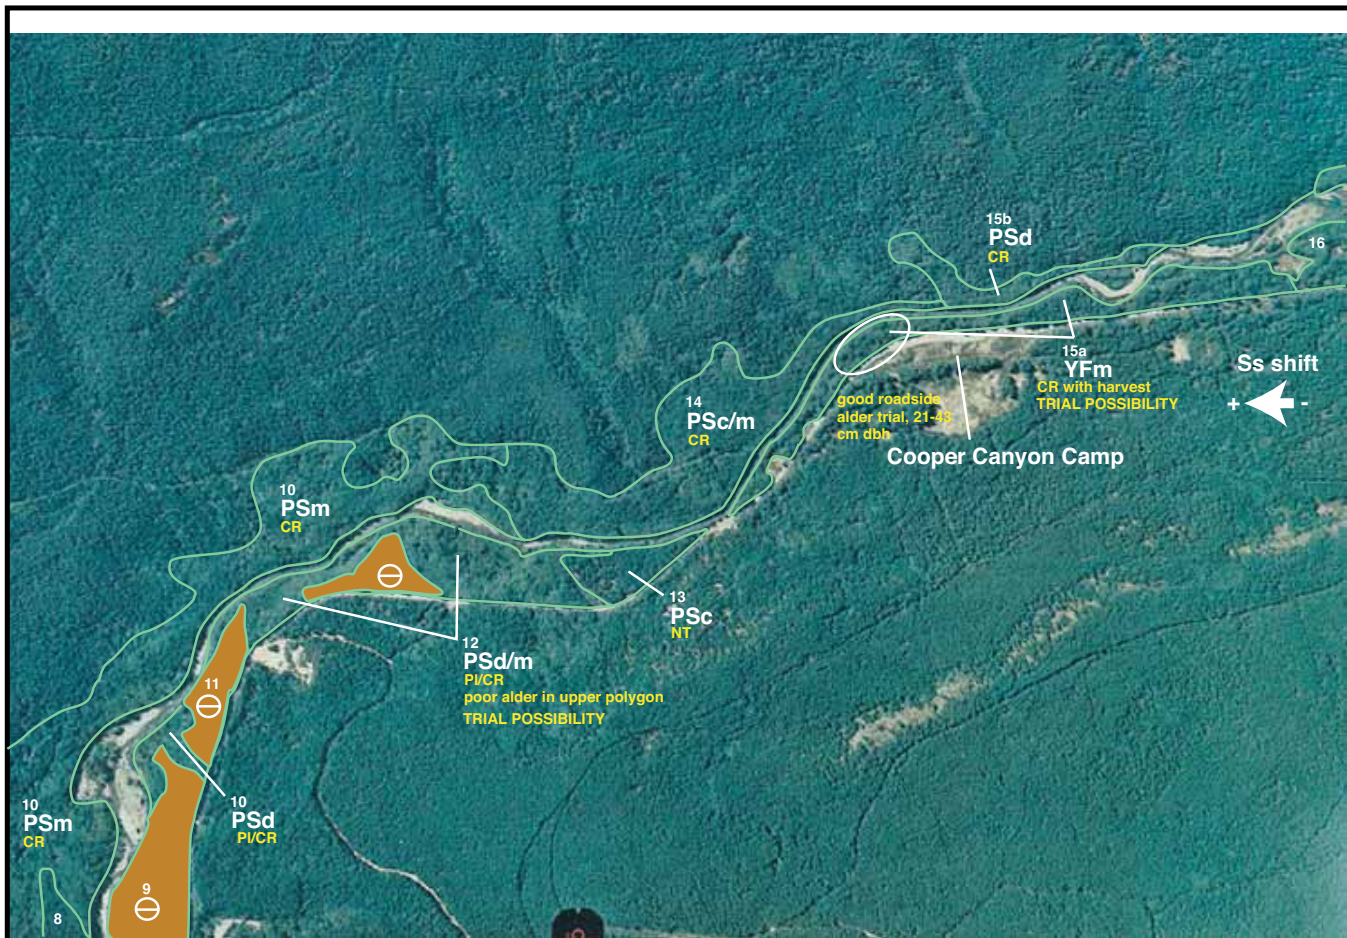 15b
PSd
CR
16
15a
YFm
CR with harvest
TRIAL POSSIBILITY
Ss shift
+ -
14
PSc/m
CR
good roadside
alder trial, 21-43
cm dbh
Cooper Canyon Camp
10
PSm
CR
13
PSc
NT
12
PSd/m
PI/CR
poor alder in upper polygon
TRIAL POSSIBILITY
11
10
PSd
PI/CR
10
PSm
CR
9
8